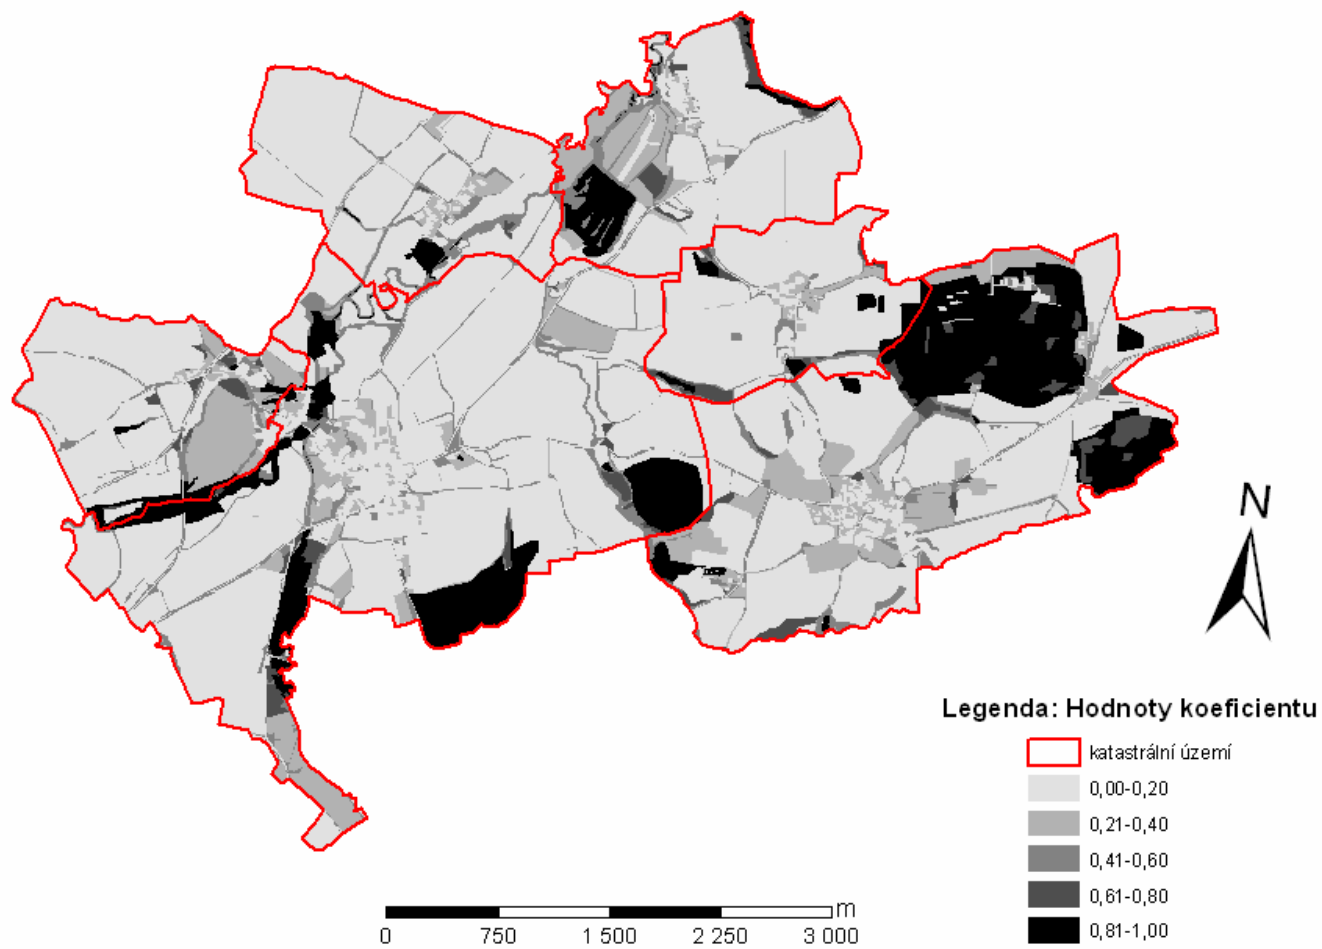 N
Legenda: Hodnoty koeficientu
katastrální území
0,00-0,20
0,21-0,40
0,41-0,60
0,61-0,80
0,81-1,00
m
0 750 1 500 2 250 3 000